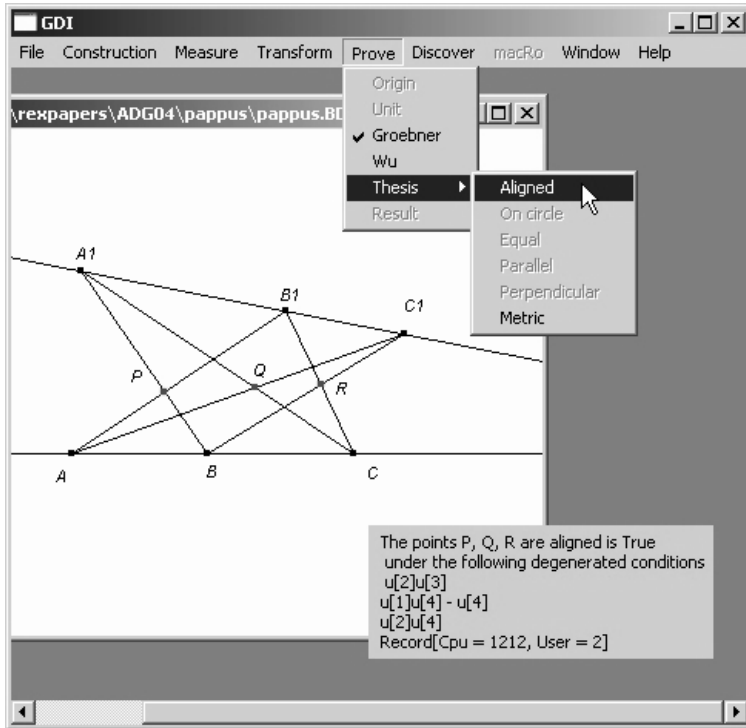 GDI
File Construction Measure Transform Prove Discover macRo Window Help
\rexpapers\ADG04\pappus\pappus.BD
Origin
Unit
Groebner
Wu
Thesis
Result
Aligned
On circle
Equal
Parallel
Perpendicular
Metric
A1
B1
C1
P
Q
R
A
B
C
The points P, Q, R are aligned is True
under the following degenerated conditions
u[2]u[3]
u[1]u[4] - u[4]
u[2]u[4]
Record[Cpu = 1212, User = 2]